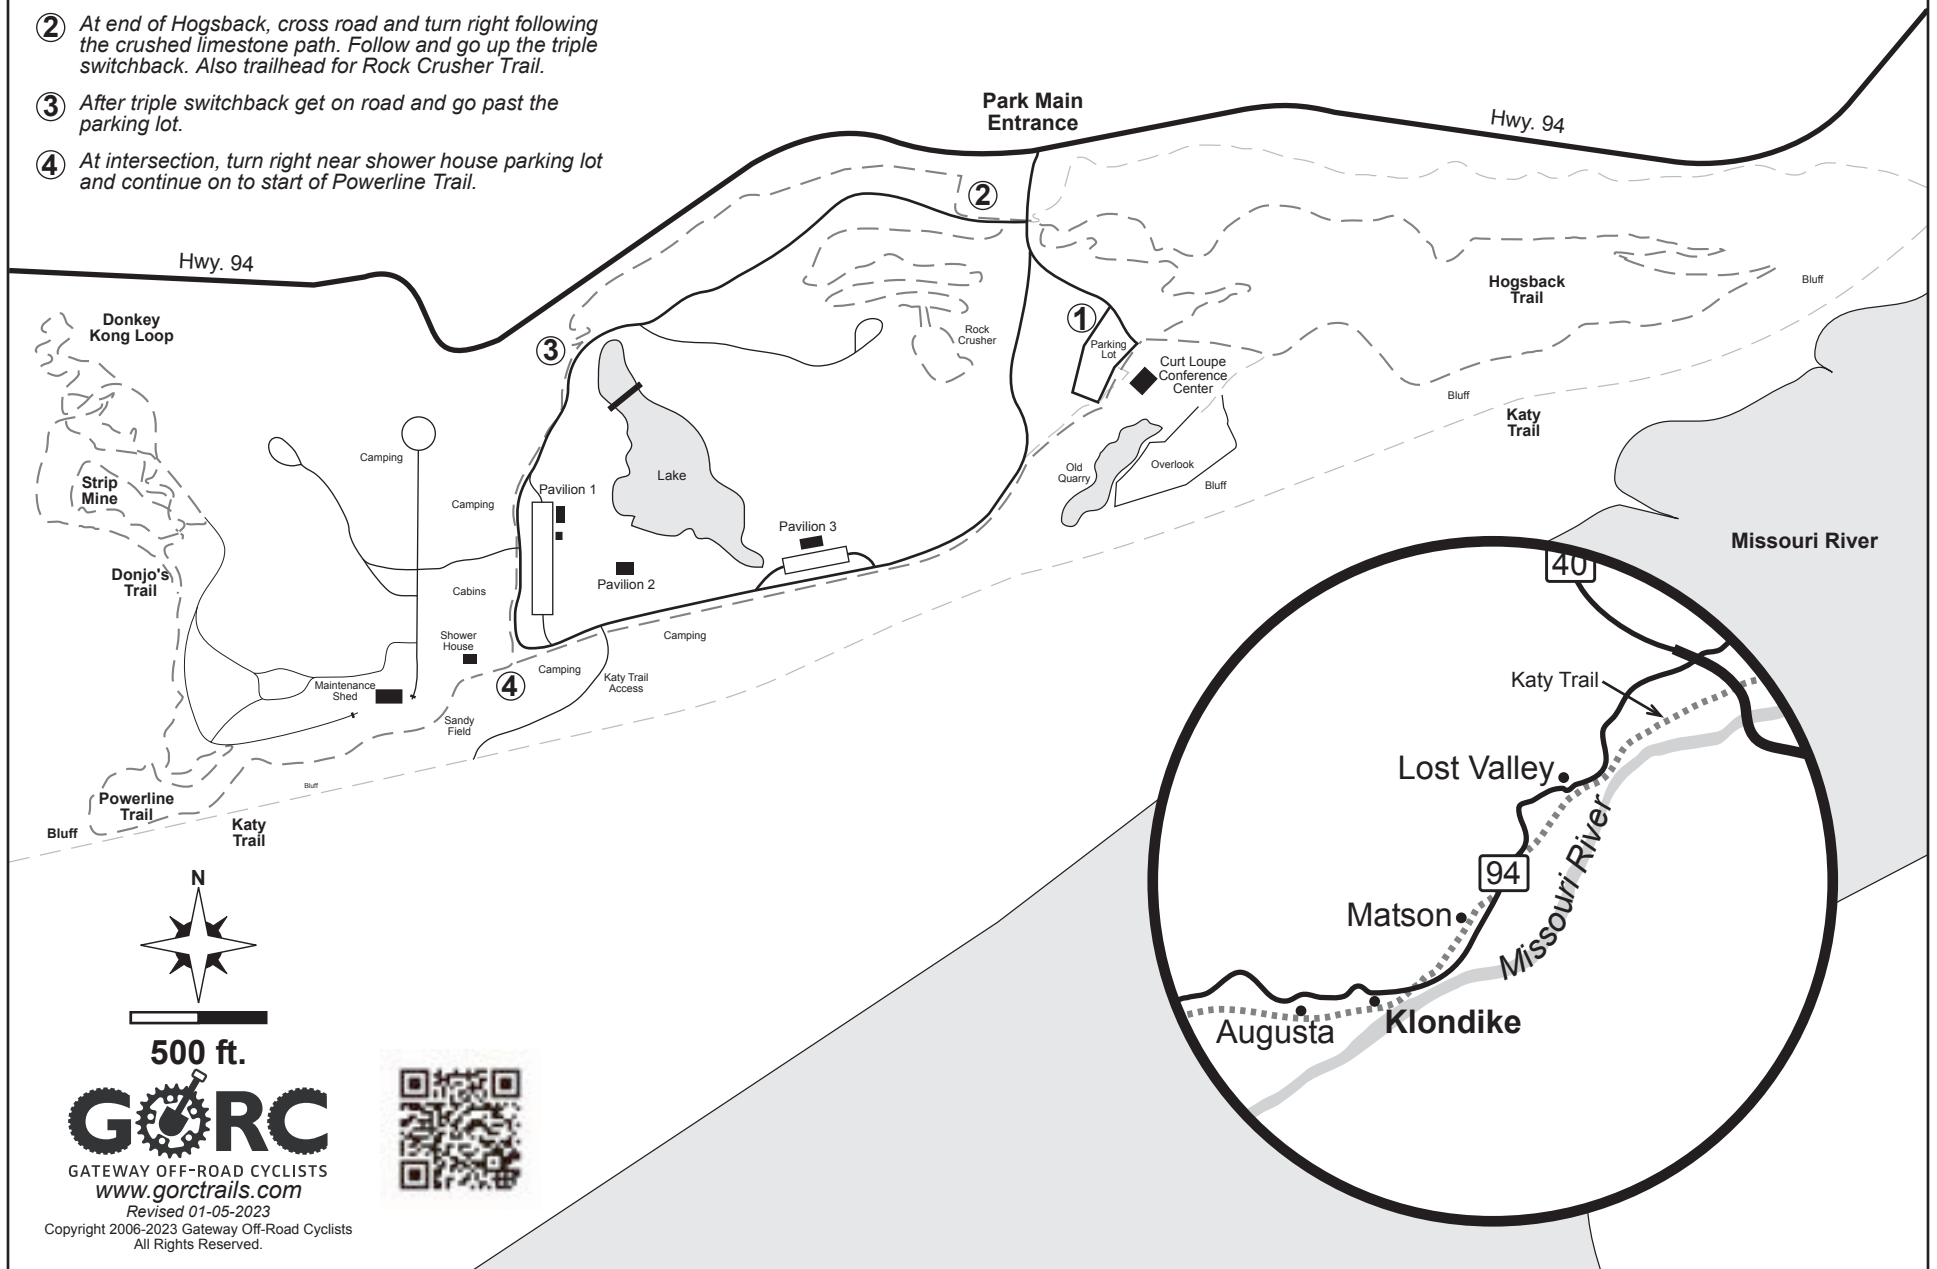 2 At end of Hogsback, cross road and turn right following
the crushed limestone path. Follow and go up the triple
switchback. Also trailhead for Rock Crusher Trail.
3 After triple switchback get on road and go past the
parking lot.
4 At intersection, turn right near shower house parking lot
and continue on to start of Powerline Trail.
Park Main
Entrance
Hwy. 94
2
Hwy. 94
Hogsback
Trail
Bluff
Donkey
Kong Loop
3
1
Rock
Crusher
Parking
Lot
Curt Loupe
Conference
Center
Bluff
Katy
Trail
Camping
Lake
Old
Quarry
Overlook
Bluff
Strip
Mine
Camping
Pavilion 1
Pavilion 3
Missouri River
Donjo's
Trail
Cabins
Pavilion 2
Shower
House
Camping
Camping
Katy Trail
Access
4
Maintenance
Shed
Sandy
Field
Bluff
Powerline
Trail
Bluff
Katy
Trail
40
Katy Trail
Lost Valley
94
Missouri River
Matson
Augusta
Klondike
N
500 ft.
GORC
GATEWAY OFF-ROAD CYCLISTS
www.gorctrails.com
Revised 01-05-2023
Copyright 2006-2023 Gateway Off-Road Cyclists
All Rights Reserved.